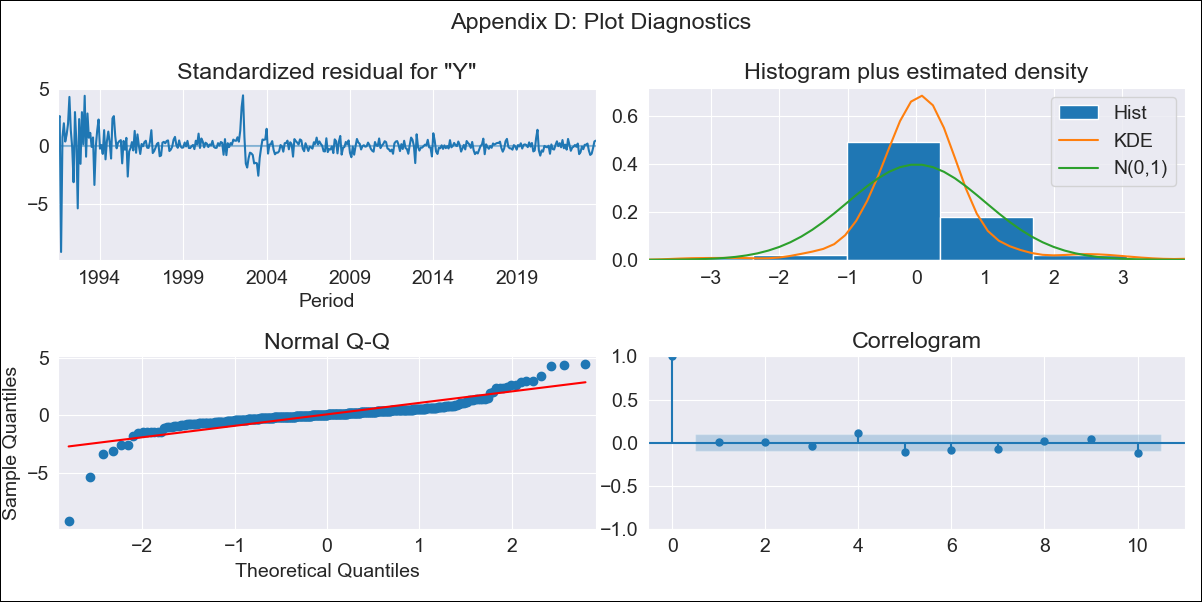 Appendix D: Plot Diagnostics
Standardized residual for "Y"
5
0
−5
1994 1999 2004 2009 2014 2019
Period
Histogram plus estimated density
0.6
0.4
0.2
0.0
−3 −2 −1 0 1 2 3
Hist
KDE
N(0,1)
Normal Q-Q
Sample Quantiles
5
0
−5
−2 −1 0 1 2
Theoretical Quantiles
Correlogram
1.0
0.5
0.0
−0.5
−1.0
0 2 4 6 8 10